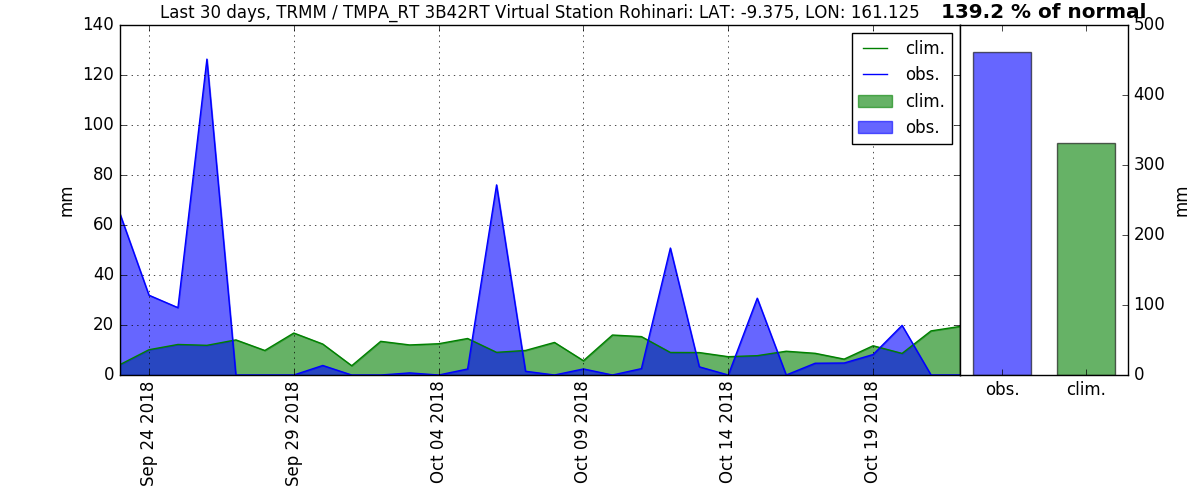 Last 30 days, TRMM / TMPA_RT 3B42RT Virtual Station Rohinari: LAT: -9.375, LON: 161.125
139.2 % of normal
140
120
100
80
60
40
20
0
mm
clim.
obs.
clim.
obs.
Sep 24 2018
Sep 29 2018
Oct 04 2018
Oct 09 2018
Oct 14 2018
Oct 19 2018
500
400
300
200
100
0
mm
obs.
clim.